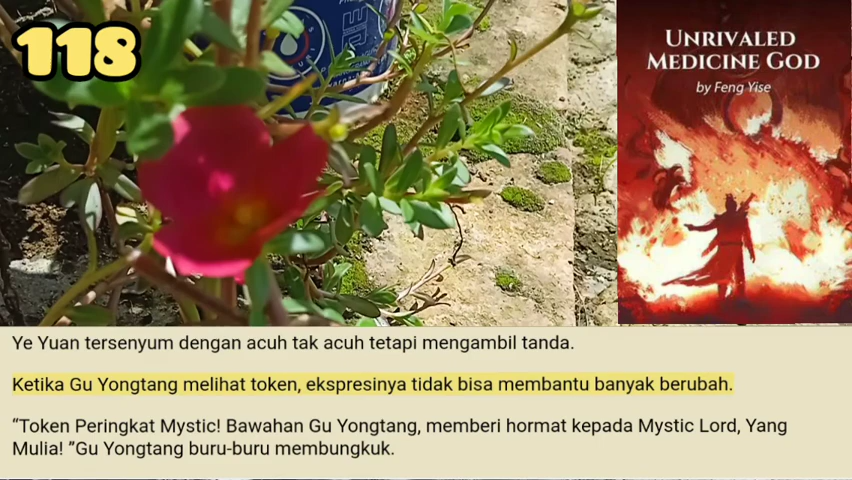 118
UNRIVALED
MEDICINE GOD
by Feng Yise
Ye Yuan tersenyum dengan acuh tak acuh tetapi mengambil tanda.
Ketika Gu Yongtang melihat token, ekspresinya tidak bisa membantu banyak berubah.
“Token Peringkat Mystic! Bawahan Gu Yongtang, memberi hormat kepada Mystic Lord, Yang
Mulia! ”Gu Yongtang buru-buru membungkuk.